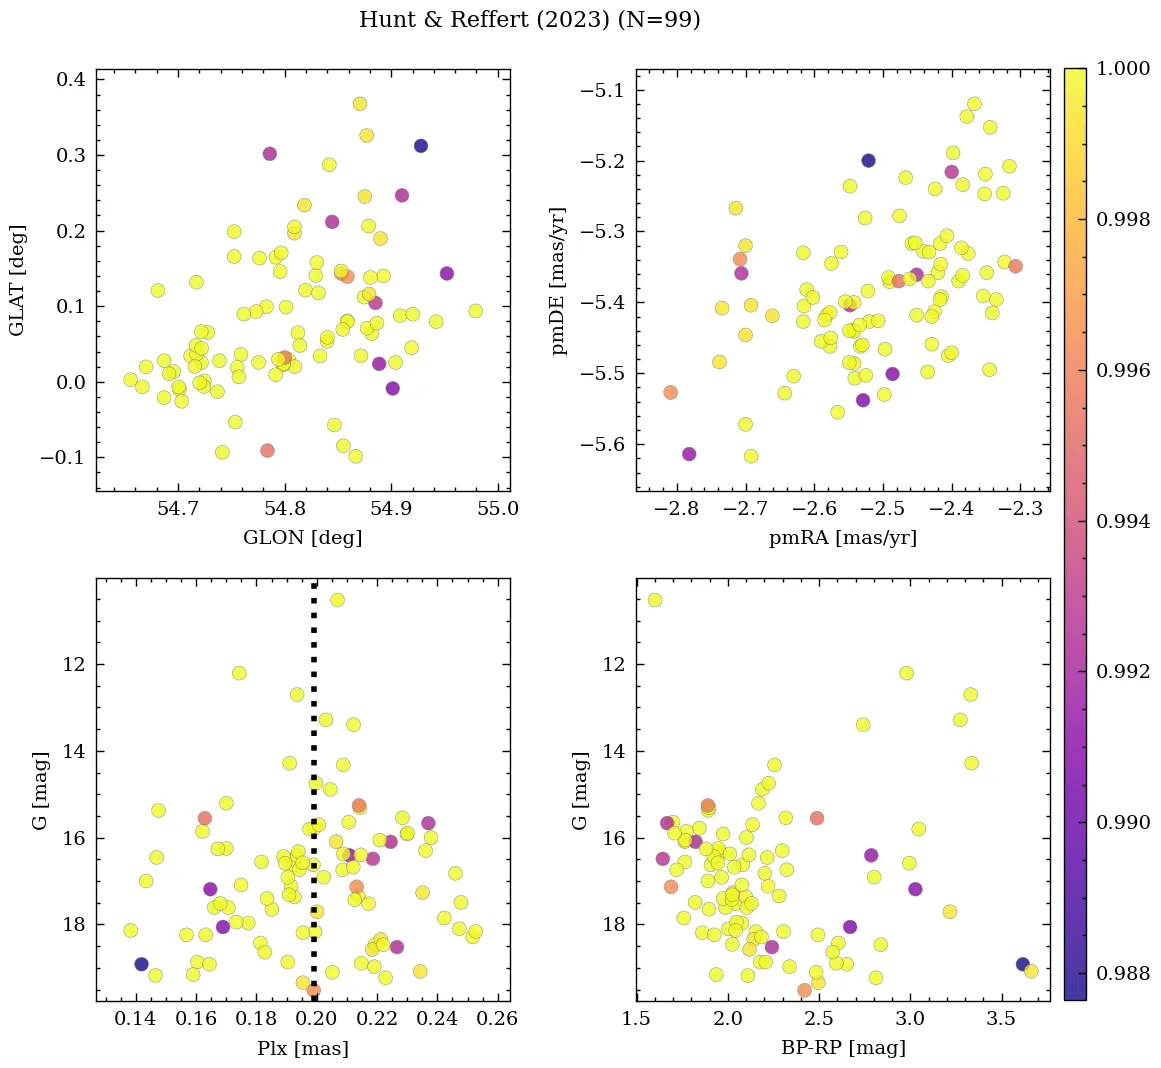 Hunt & Reffert (2023) (N=99)
0.4
0.3
0.2
0.1
0.0
−0.1
GLAT [deg]
54.7 54.8 54.9 55.0
GLON [deg]
−5.1
−5.2
−5.3
−5.4
−5.5
−5.6
pmDE [mas/yr]
−2.8 −2.7 −2.6 −2.5 −2.4 −2.3
pmRA [mas/yr]
1.000
0.998
0.996
0.994
0.992
0.990
0.988
12
14
16
18
G [mag]
0.14 0.16 0.18 0.20 0.22 0.24 0.26
Plx [mas]
12
14
16
18
G [mag]
1.5 2.0 2.5 3.0 3.5
BP-RP [mag]